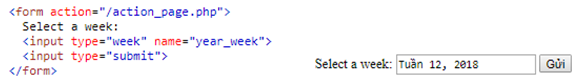 <form action="/action_page.php">
  Select a week:
  <input type="week" name="year_week">
  <input type="submit">
</form>
Select a week: Tuần 12, 2018 Gửi